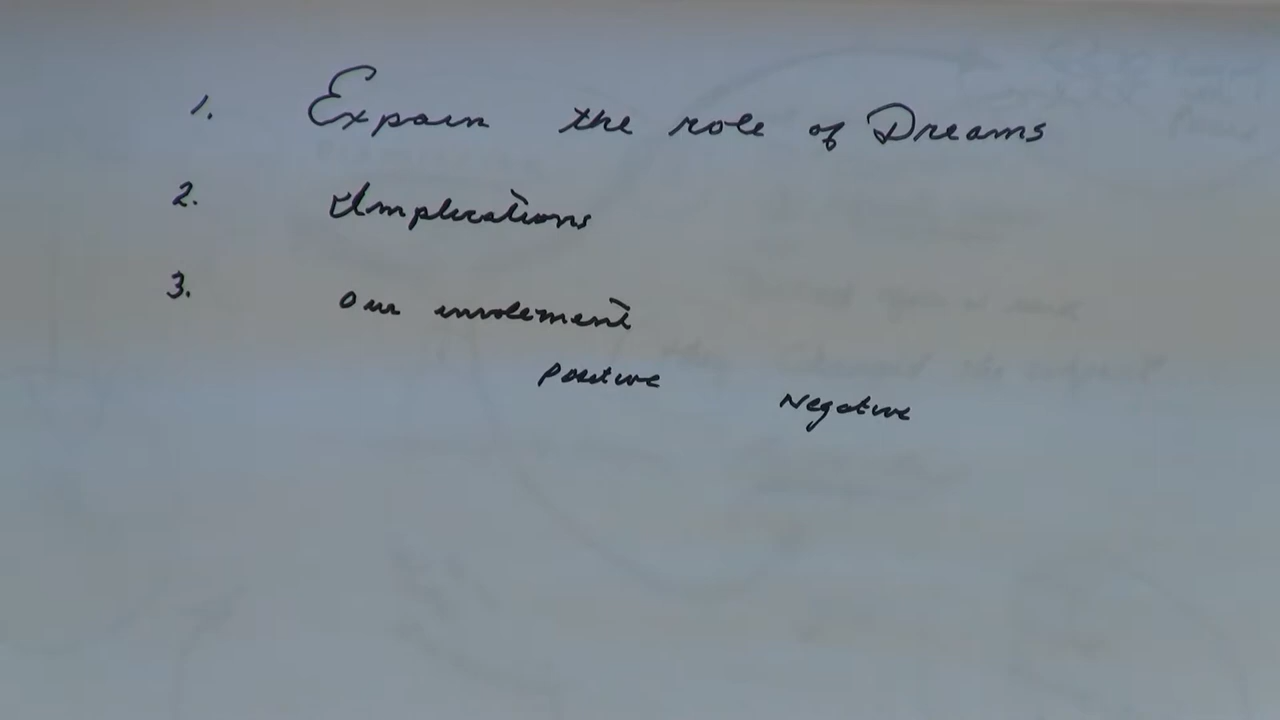 1. Expain the role of Dreams
2. Implications
3. Our involement
Positive Negative